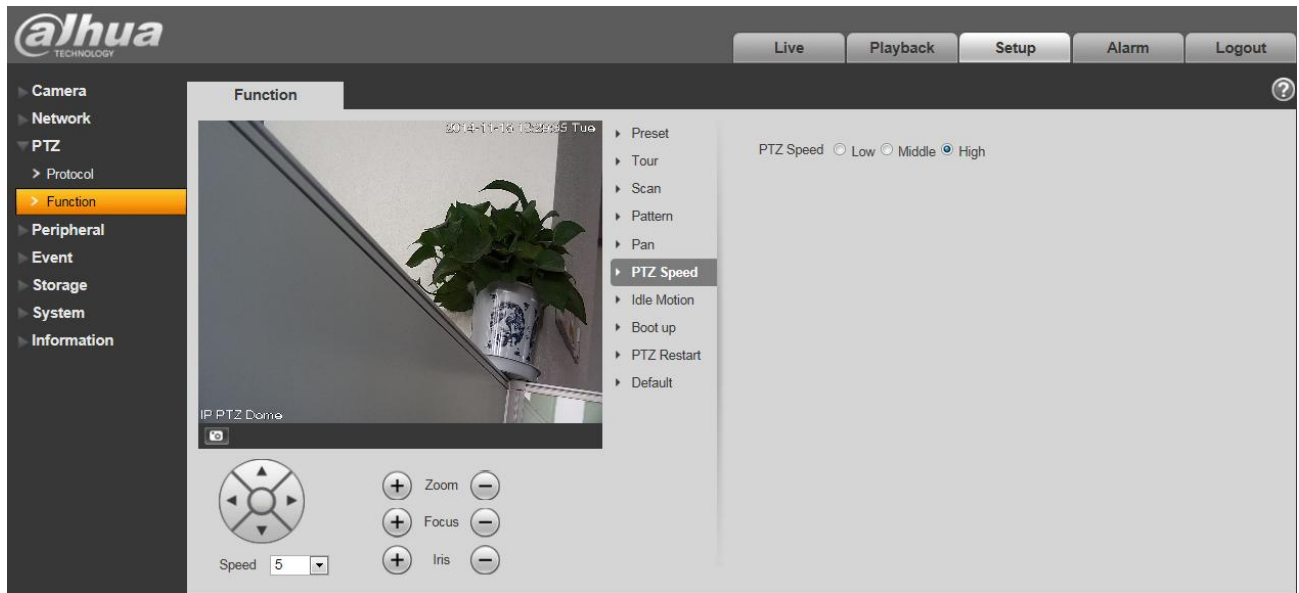 alhua
TECHNOLOGY
Live
Playback
Setup
Alarm
Logout
Camera
Network
PTZ
> Protocol
> Function
Peripheral
Event
Storage
System
Information
Function
?
Tue
IP PTZ Dome
Preset
Tour
Scan
Pattern
Pan
PTZ Speed
Idle Motion
Boot up
PTZ Restart
Default
PTZ Speed Low Middle High
+ Zoom −
+ Focus −
+ Iris −
Speed 5